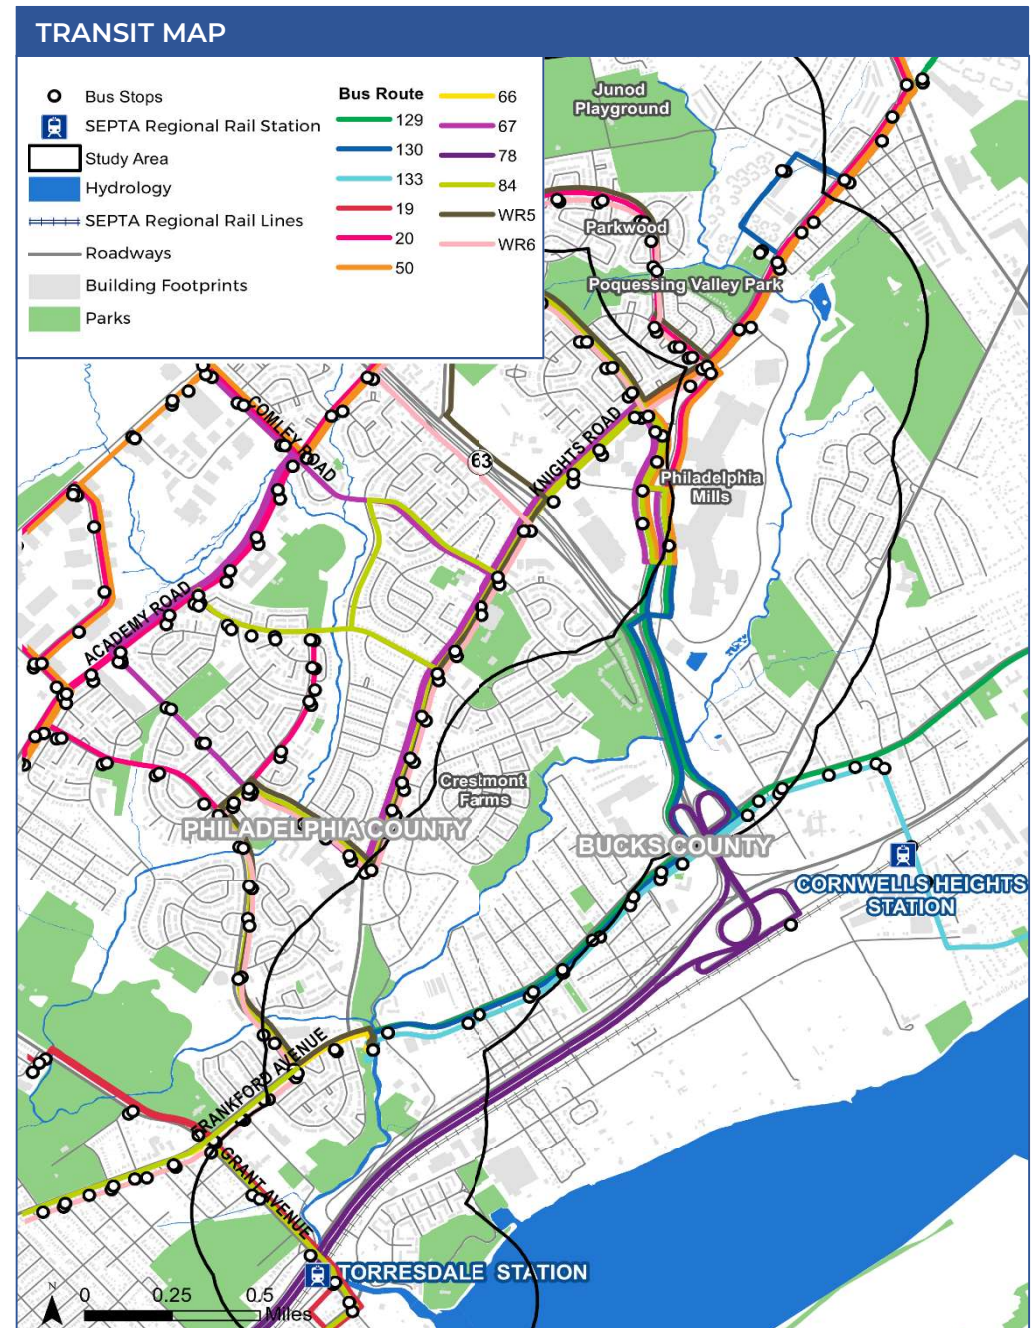 TRANSIT MAP
Bus Stops
SEPTA Regional Rail Station
Study Area
Hydrology
SEPTA Regional Rail Lines
Roadways
Building Footprints
Parks
Bus Route
129
130
133
19
20
50
66
67
78
84
WR5
WR6
Junod
Playground
Parkwood
Poquessing Valley Park
COMLEY ROAD
63
KNIGHTS ROAD
Philadelphia
Mills
ACADEMY ROAD
Crestmont
Farms
PHILADELPHIA COUNTY
BUCKS COUNTY
CORNWELLS HEIGHTS
STATION
FRANKFORD AVENUE
GRANT AVENUE
TORRESDALE STATION
N
0 0.25 0.5
Miles